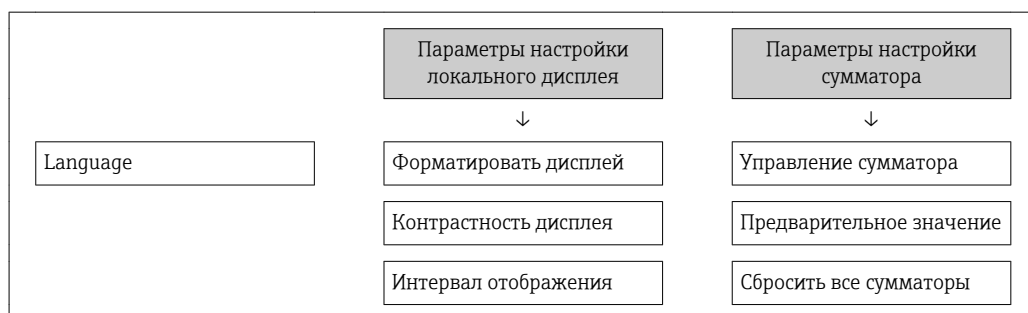 Параметры настройки
локального дисплея
Параметры настройки
сумматора
↓
↓
Language
Форматировать дисплей
Управление сумматора
Контрастность дисплея
Предварительное значение
Интервал отображения
Сбросить все сумматоры